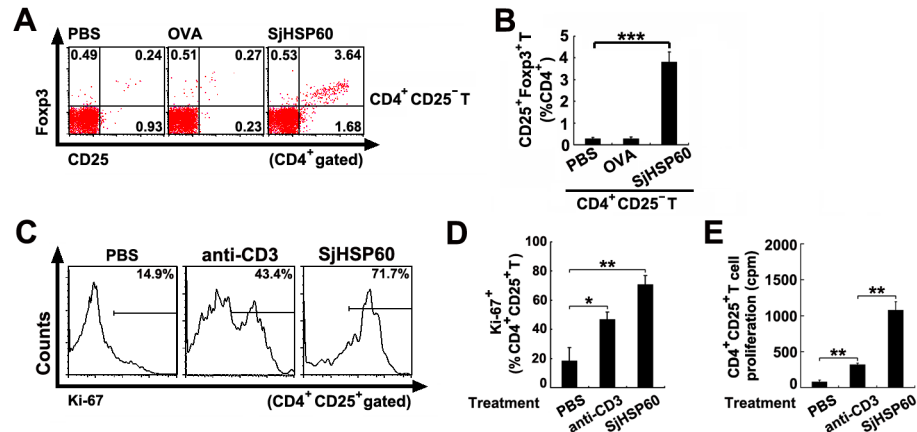 A
PBS OVA SjHSP60
0.49 0.24 0.51 0.27 0.53 3.64
Foxp3
CD4⁺CD25⁻T
0.93 0.23 1.68
CD25 (CD4⁺gated)
B
CD25⁺Foxp3⁺T
(%CD4⁺)
***
5
4
3
2
1
0
PBS OVA SjHSP60
CD4⁺CD25⁻T
C
PBS anti-CD3 SjHSP60
14.9% 43.4% 71.7%
Counts
Ki-67 (CD4⁺CD25⁺gated)
D
Ki-67⁺
(% CD4⁺CD25⁺T)
100
80
60
40
20
0
**
*
Treatment PBS anti-CD3 SjHSP60
E
CD4⁺CD25⁺T cell
proliferation (cpm)
2000
1500
1000
500
0
**
**
Treatment PBS anti-CD3 SjHSP60